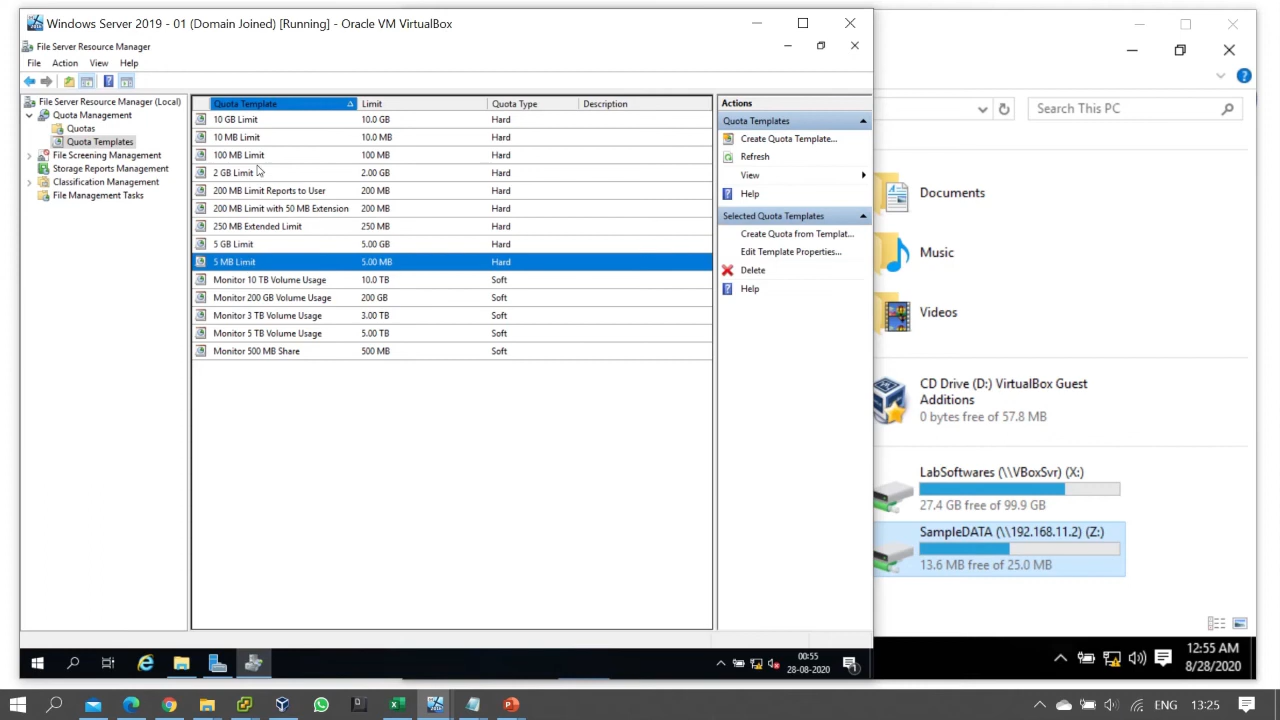 Windows Server 2019 - 01 (Domain Joined) [Running] - Oracle VM VirtualBox
File Server Resource Manager
File Action View Help
File Server Resource Manager (Local)
Quota Management
Quotas
Quota Templates
File Screening Management
Storage Reports Management
Classification Management
File Management Tasks
Quota Template Limit Quota Type Description
10 GB Limit 10.0 GB Hard
10 MB Limit 10.0 MB Hard
100 MB Limit 100 MB Hard
2 GB Limit 2.00 GB Hard
200 MB Limit Reports to User 200 MB Hard
200 MB Limit with 50 MB Extension 200 MB Hard
250 MB Extended Limit 250 MB Hard
5 GB Limit 5.00 GB Hard
5 MB Limit 5.00 MB Hard
Monitor 10 TB Volume Usage 10.0 TB Soft
Monitor 200 GB Volume Usage 200 GB Soft
Monitor 3 TB Volume Usage 3.00 TB Soft
Monitor 5 TB Volume Usage 5.00 TB Soft
Monitor 500 MB Share 500 MB Soft
Actions
Quota Templates
Create Quota Template...
Refresh
View
Help
Selected Quota Templates
Create Quota from Templat...
Edit Template Properties...
Delete
Help
Search This PC
Documents
Music
Videos
CD Drive (D:) VirtualBox Guest
Additions
0 bytes free of 57.8 MB
LabSoftwares (\\VBoxSvr) (X:)
27.4 GB free of 99.9 GB
SampleDATA (\\192.168.11.2) (Z:)
13.6 MB free of 25.0 MB
00:55
28-08-2020
12:55 AM
8/28/2020
ENG 13:25